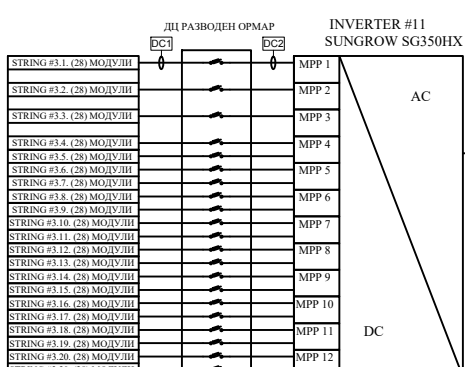 ДЦ РАЗВОДЕН ОРМАР
INVERTER #11
SUNGROW SG350HX
DC1
DC2
STRING #3.1. (28) МОДУЛИ
MPP 1
STRING #3.2. (28) МОДУЛИ
MPP 2
AC
STRING #3.3. (28) МОДУЛИ
MPP 3
STRING #3.4. (28) МОДУЛИ
MPP 4
STRING #3.5. (28) МОДУЛИ
STRING #3.6. (28) МОДУЛИ
MPP 5
STRING #3.7. (28) МОДУЛИ
STRING #3.8. (28) МОДУЛИ
MPP 6
STRING #3.9. (28) МОДУЛИ
STRING #3.10. (28) МОДУЛИ
MPP 7
STRING #3.11. (28) МОДУЛИ
STRING #3.12. (28) МОДУЛИ
MPP 8
STRING #3.13. (28) МОДУЛИ
STRING #3.14. (28) МОДУЛИ
MPP 9
STRING #3.15. (28) МОДУЛИ
STRING #3.16. (28) МОДУЛИ
MPP 10
STRING #3.17. (28) МОДУЛИ
STRING #3.18. (28) МОДУЛИ
MPP 11
DC
STRING #3.19. (28) МОДУЛИ
STRING #3.20. (28) МОДУЛИ
MPP 12